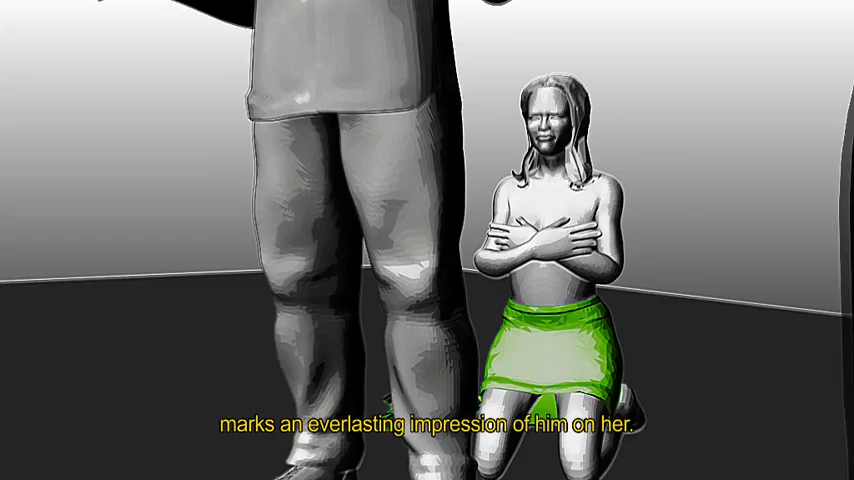 marks an everlasting impression of him on her.